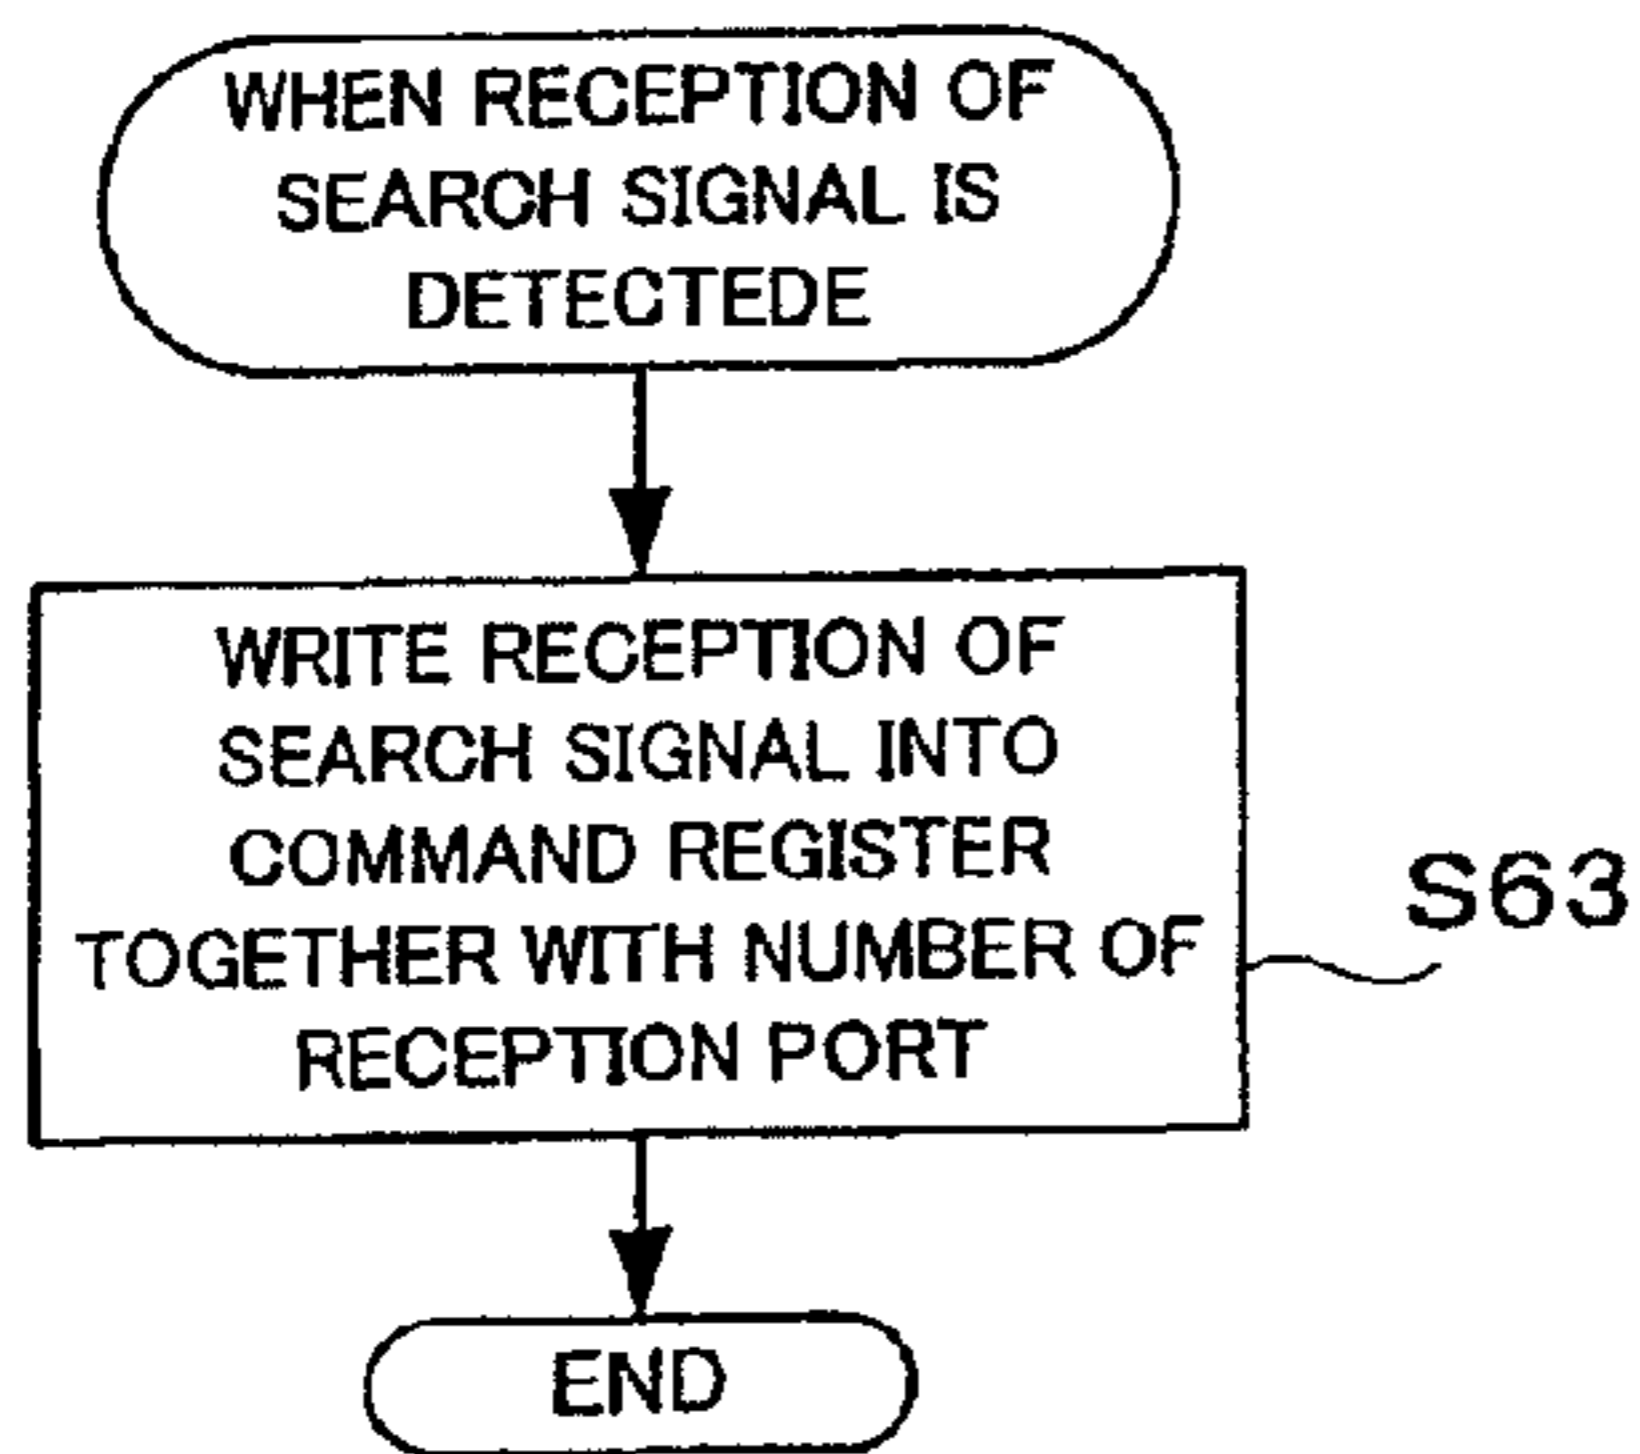 WHEN RECEPTION OF
SEARCH SIGNAL IS
DETECTEDE
WRITE RECEPTION OF
SEARCH SIGNAL INTO
COMMAND REGISTER
TOGETHER WITH NUMBER OF
RECEPTION PORT
S63
END